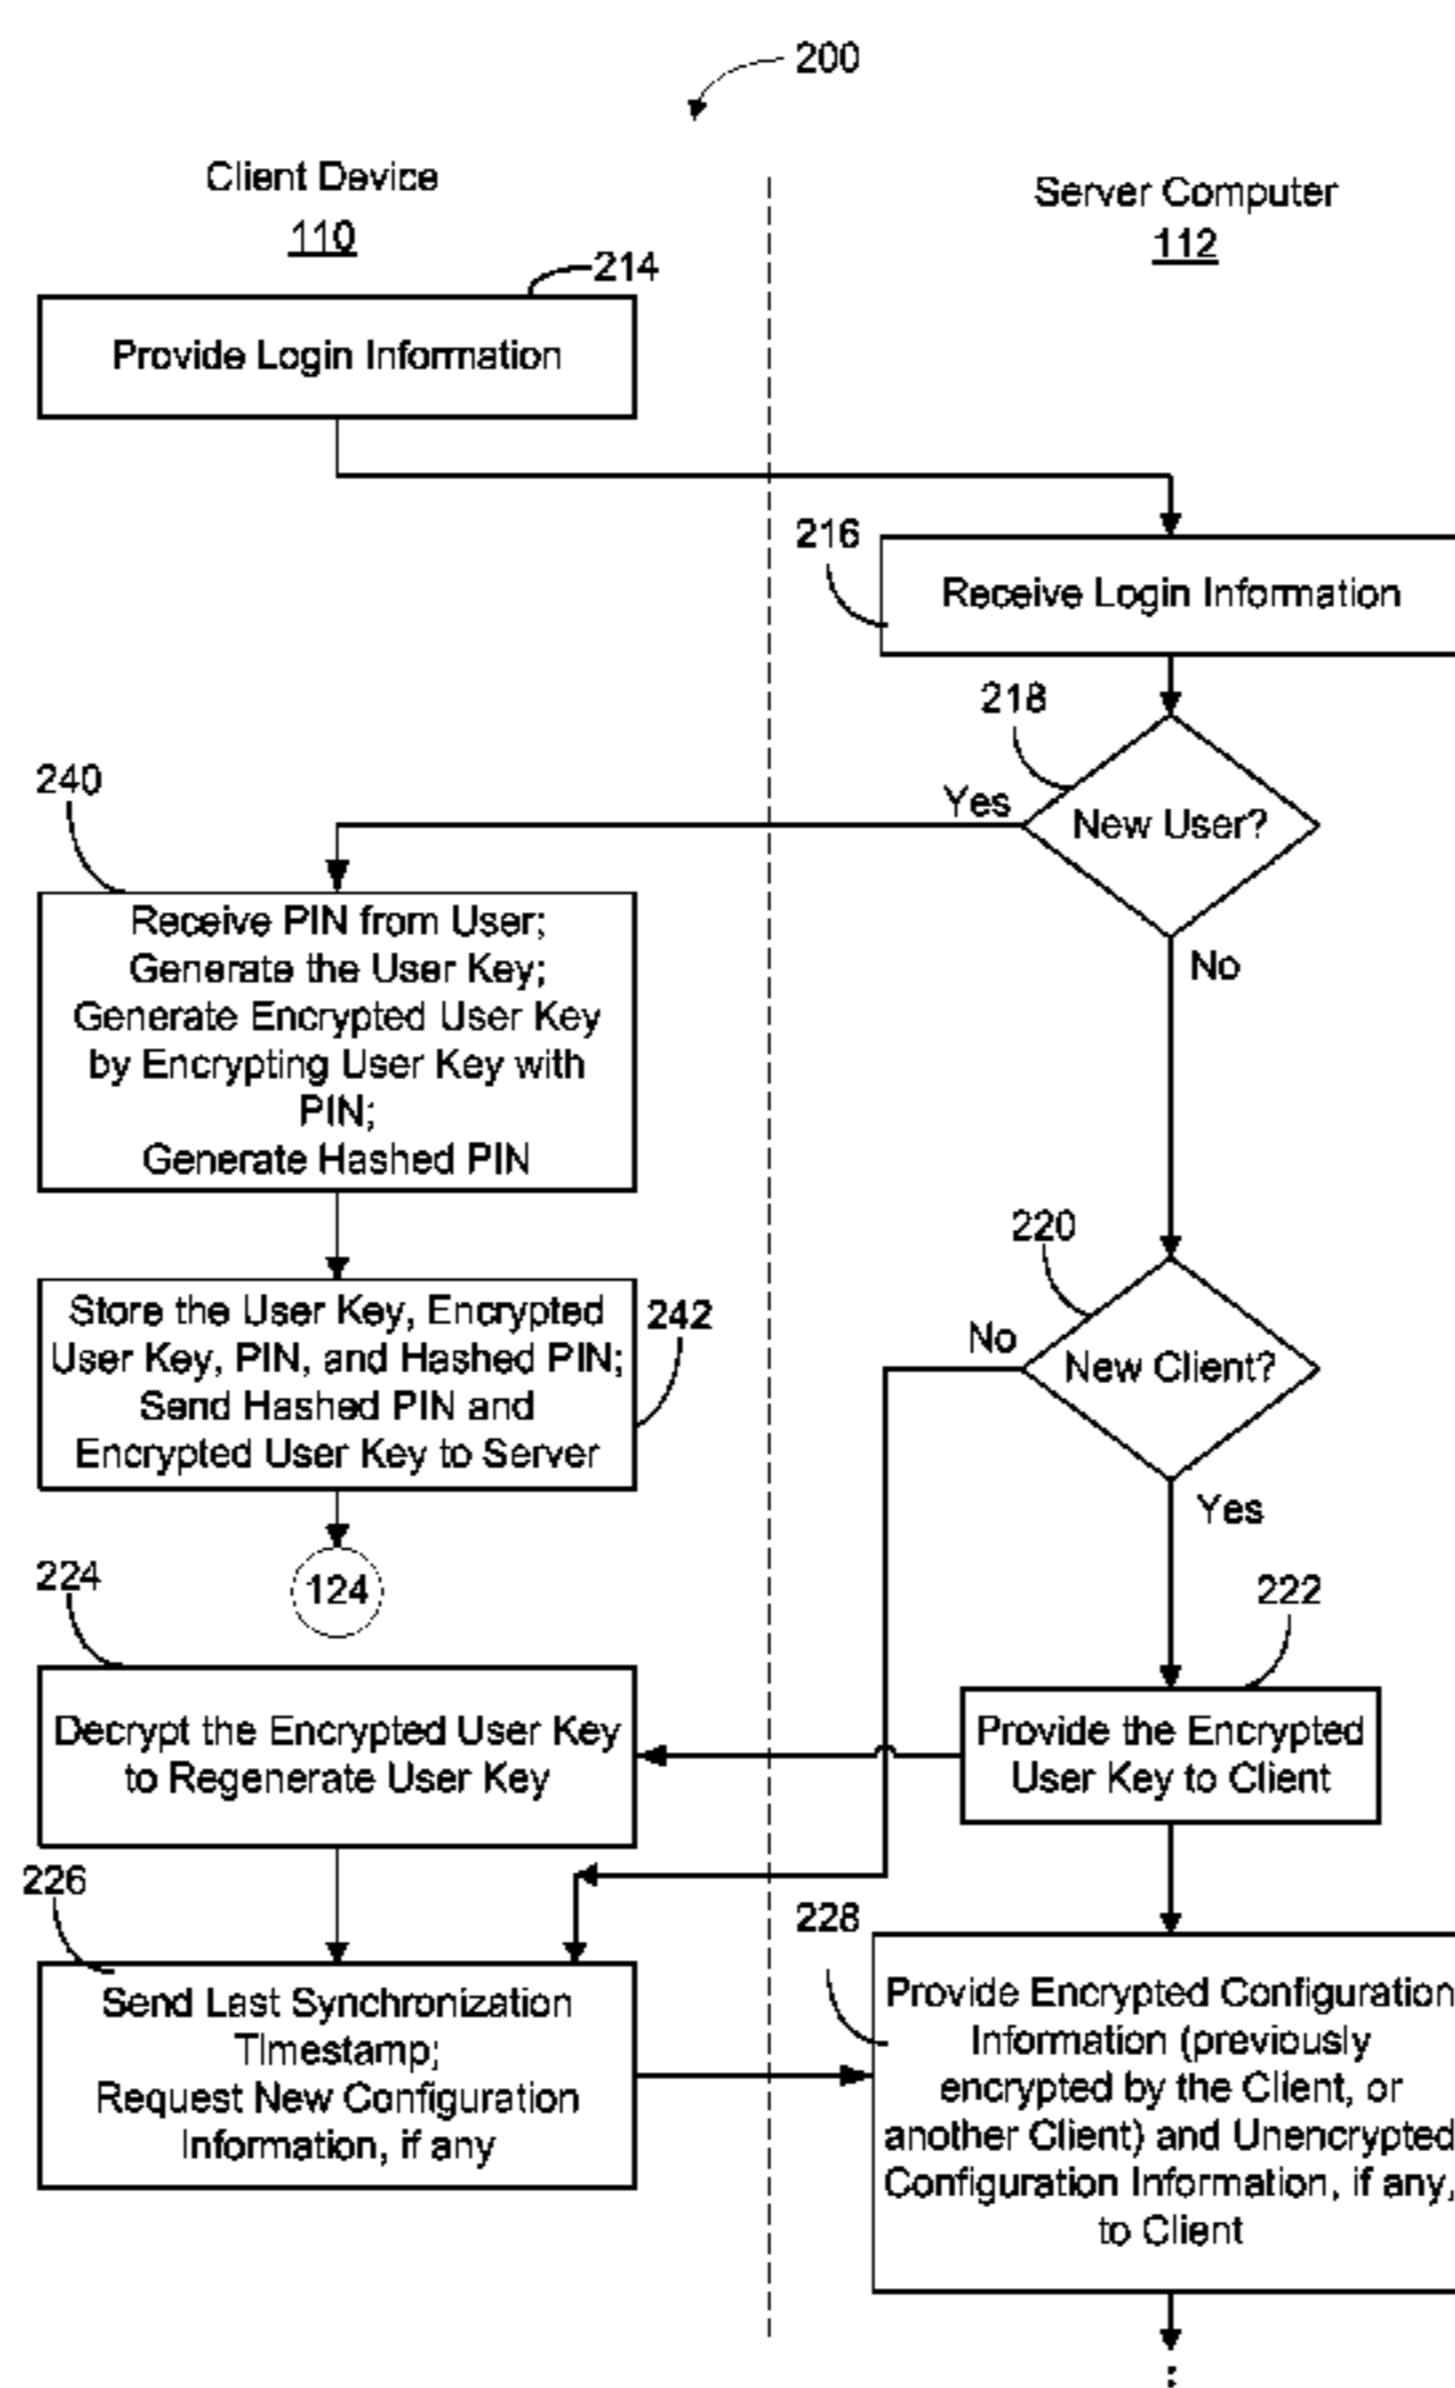 200
Client Device
110
Server Computer
112
214
Provide Login Information
216
Receive Login Information
218
Yes
New User?
No
240
Receive PIN from User;
Generate the User Key;
Generate Encrypted User Key
by Encrypting User Key with
PIN;
Generate Hashed PIN
220
No
New Client?
Yes
Store the User Key, Encrypted
User Key, PIN, and Hashed PIN;
Send Hashed PIN and
Encrypted User Key to Server
242
124
224
Decrypt the Encrypted User Key
to Regenerate User Key
222
Provide the Encrypted
User Key to Client
226
Send Last Synchronization
Timestamp;
Request New Configuration
Information, if any
228
Provide Encrypted Configuration
Information (previously
encrypted by the Client, or
another Client) and Unencrypted
Configuration Information, if any,
to Client